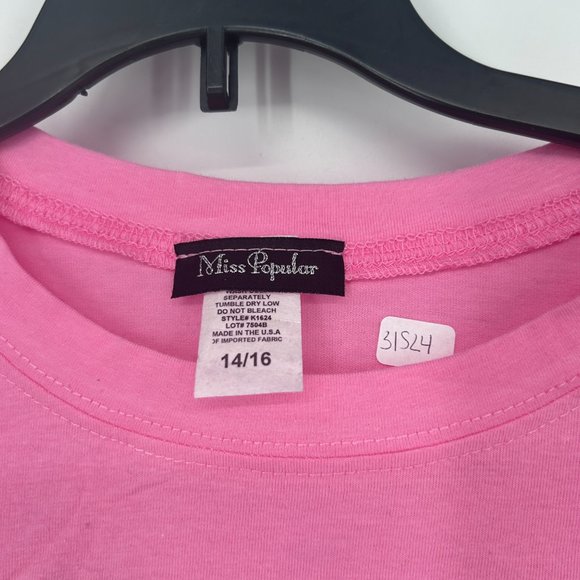 Miss Popular
SEPARATELY
TUMBLE DRY LOW
DO NOT BLEACH
STYLE# K1624
LOT# 7504B
MADE IN THE U.S.A
OF IMPORTED FABRIC
14/16
31S24